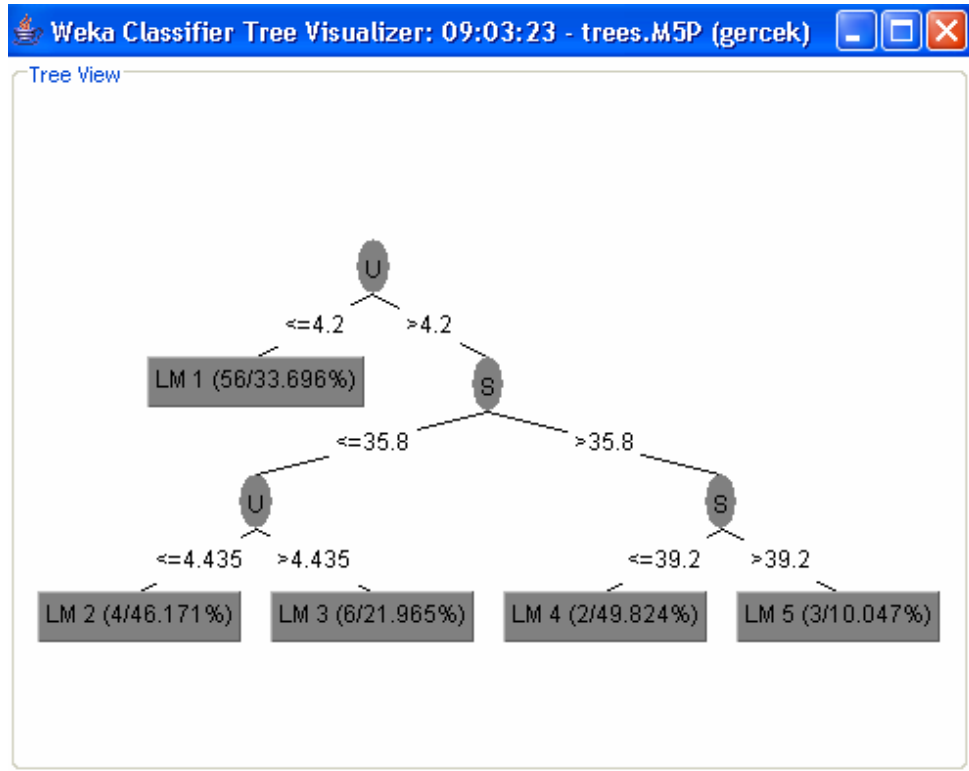 Weka Classifier Tree Visualizer: 09:03:23 - trees.M5P (gercek)
Tree View
U
<=4.2 >4.2
LM 1 (56/33.696%)
S
<=35.8 >35.8
U S
<=4.435 >4.435 <=39.2 >39.2
LM 2 (4/46.171%) LM 3 (6/21.965%) LM 4 (2/49.824%) LM 5 (3/10.047%)